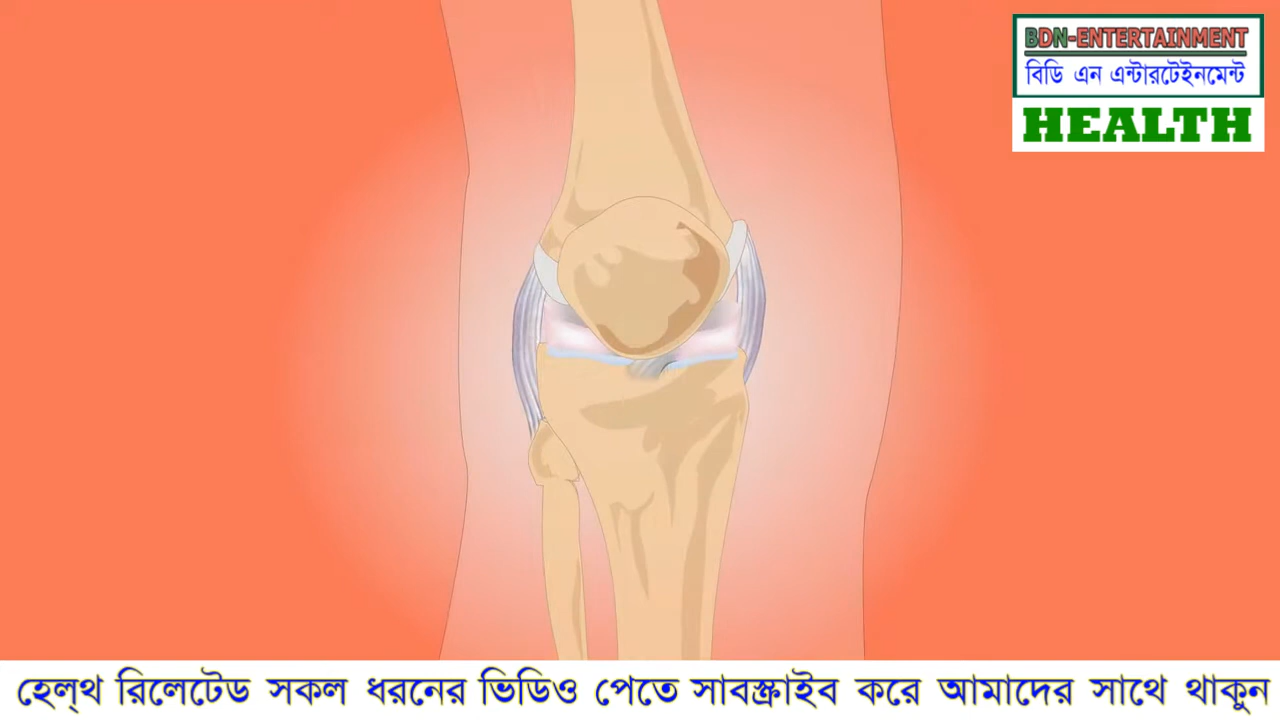 BDN-ENTERTAINMENT
বিডি এন এন্টারটেইনমেন্ট
HEALTH
হেল্‌থ রিলেটেড সকল ধরনের ভিডিও পেতে সাবস্ক্রাইব করে আমাদের সাথে থাকুন